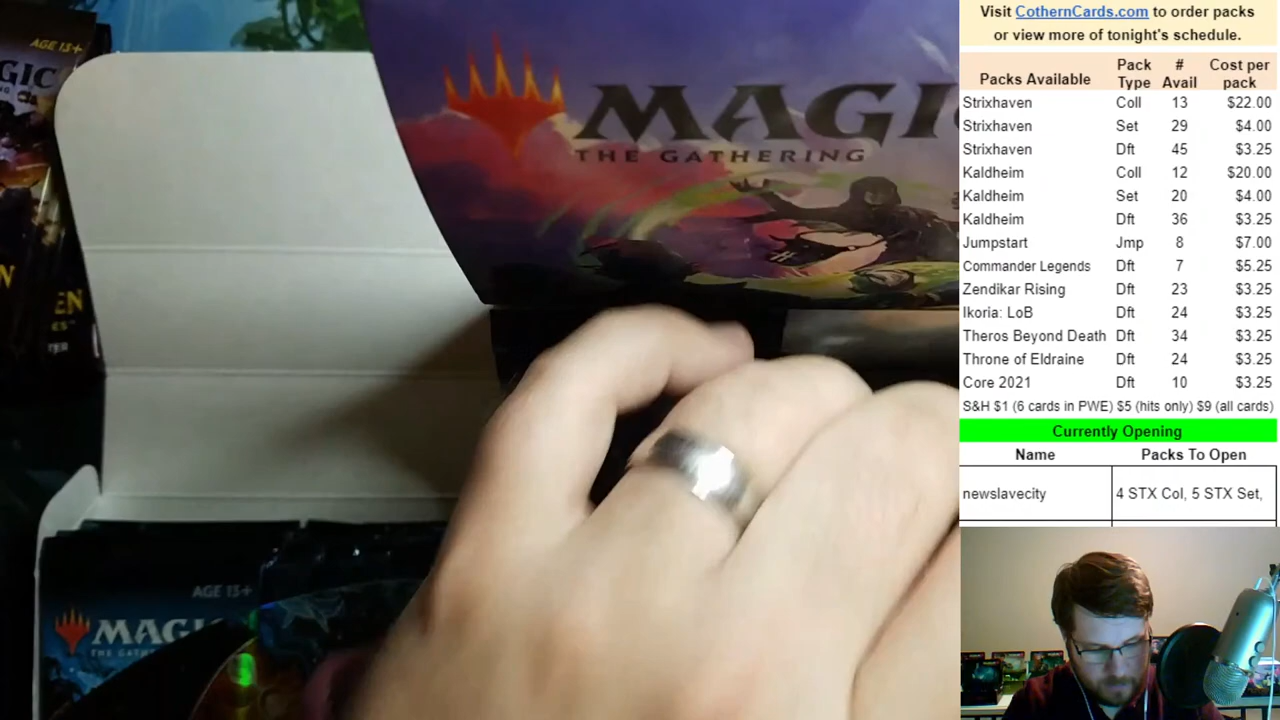 AGE 13+
GIC
EN
MAGIC
THE GATHERING
AGE 13+
MAGIC
THE GATHERING
Visit CothernCards.com to order packs
or view more of tonight's schedule.
Packs Available Pack Type # Avail Cost per pack
Strixhaven Coll 13 $22.00
Strixhaven Set 29 $4.00
Strixhaven Dft 45 $3.25
Kaldheim Coll 12 $20.00
Kaldheim Set 20 $4.00
Kaldheim Dft 36 $3.25
Jumpstart Jmp 8 $7.00
Commander Legends Dft 7 $5.25
Zendikar Rising Dft 23 $3.25
Ikoria: LoB Dft 24 $3.25
Theros Beyond Death Dft 34 $3.25
Throne of Eldraine Dft 24 $3.25
Core 2021 Dft 10 $3.25
S&H $1 (6 cards in PWE) $5 (hits only) $9 (all cards)
Currently Opening
Name Packs To Open
newslavecity 4 STX Col, 5 STX Set,